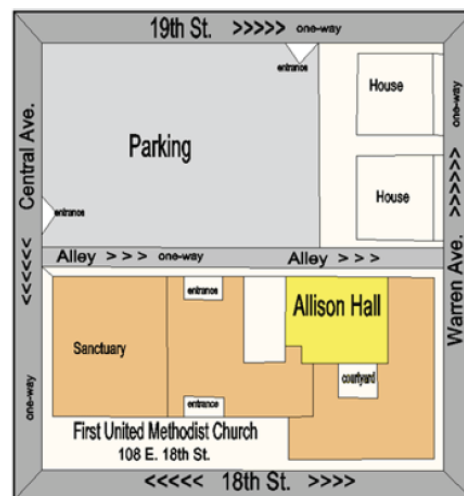 19th St. >>>>> one-way
entrance
House
Parking
House
entrance
Central Ave.
<<<<<<
one-way
Warren Ave. >>>>>> one-way
Alley > > > one-way
Alley > > >
entrance
Allison Hall
Sanctuary
courtyard
entrance
First United Methodist Church
108 E. 18th St.
<<<<< 18th St. >>>>